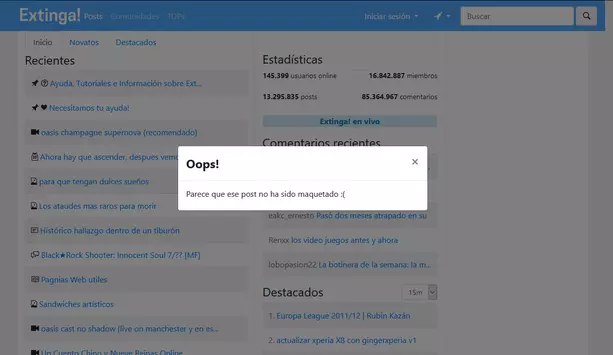 Extinga! Posts Comunidades TOPs Iniciar sesión Buscar
Inicio Novatos Destacados
Recientes
Ayuda, Tutoriales e Información sobre Ext...
Necesitamos tu ayuda!
oasis champagne supernova (recomendado)
Ahora hay que ascender, despues vemo
para que tengan dulces sueños
Los ataudes mas raros para morir
Histórico hallazgo dentro de un tiburón
Black★Rock Shooter: Innocent Soul 7/?? [MF]
Pagnias Web utiles
Sandwiches artísticos
oasis cast no shadow (live on manchester y en es...
Un Cuento Chino y Nueve Reinas Online
Estadísticas
145.399 usuarios online 16.842.887 miembros
13.295.835 posts 85.364.967 comentarios
Extinga! en vivo
Comentarios recientes
Oops!
×
Parece que ese post no ha sido maquetado :(
eakc_ernesto Pasó dos meses atrapado en su
Renxx los video juegos antes y ahora
lobopasion22 La botinera de la semana: la m...
Destacados 15m
1. Europa League 2011/12 | Rubin Kazán
2. actualizar xperia X8 con gingerxperia v1